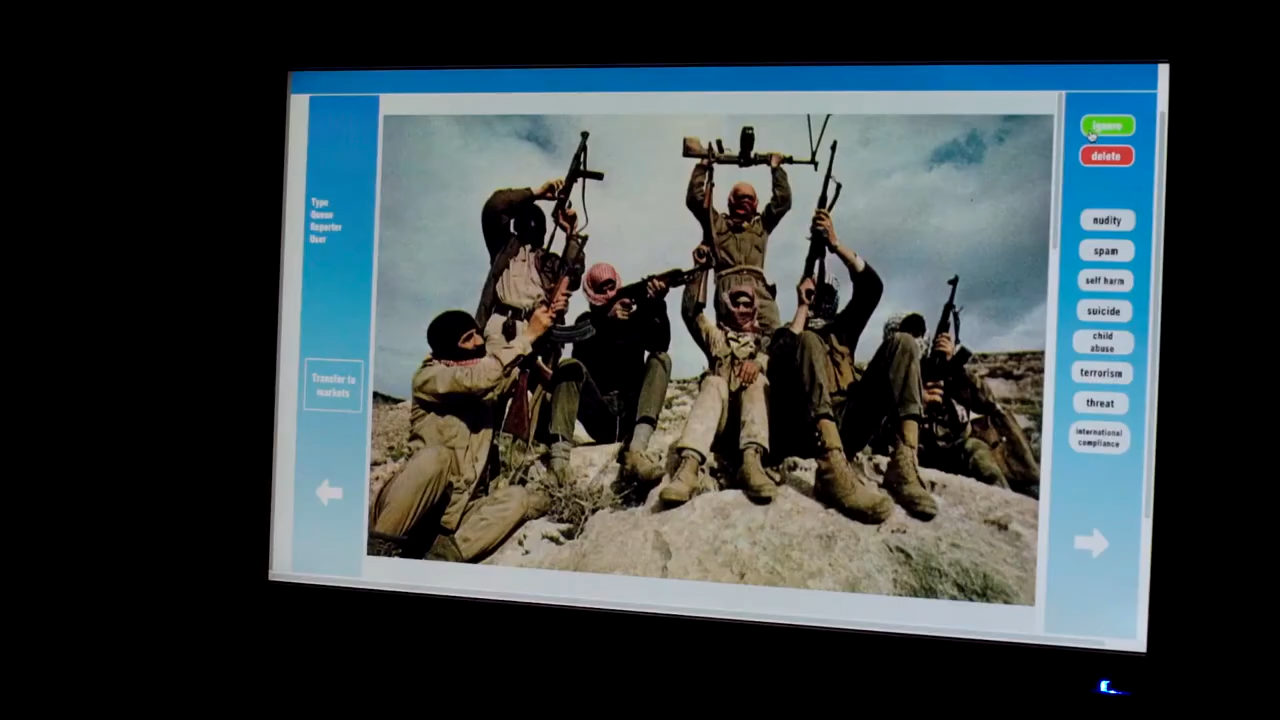 Type
Queue
Reporter
User
Transfer to
markets
ignore
delete
nudity
spam
self harm
suicide
child
abuse
terrorism
threat
international
compliance